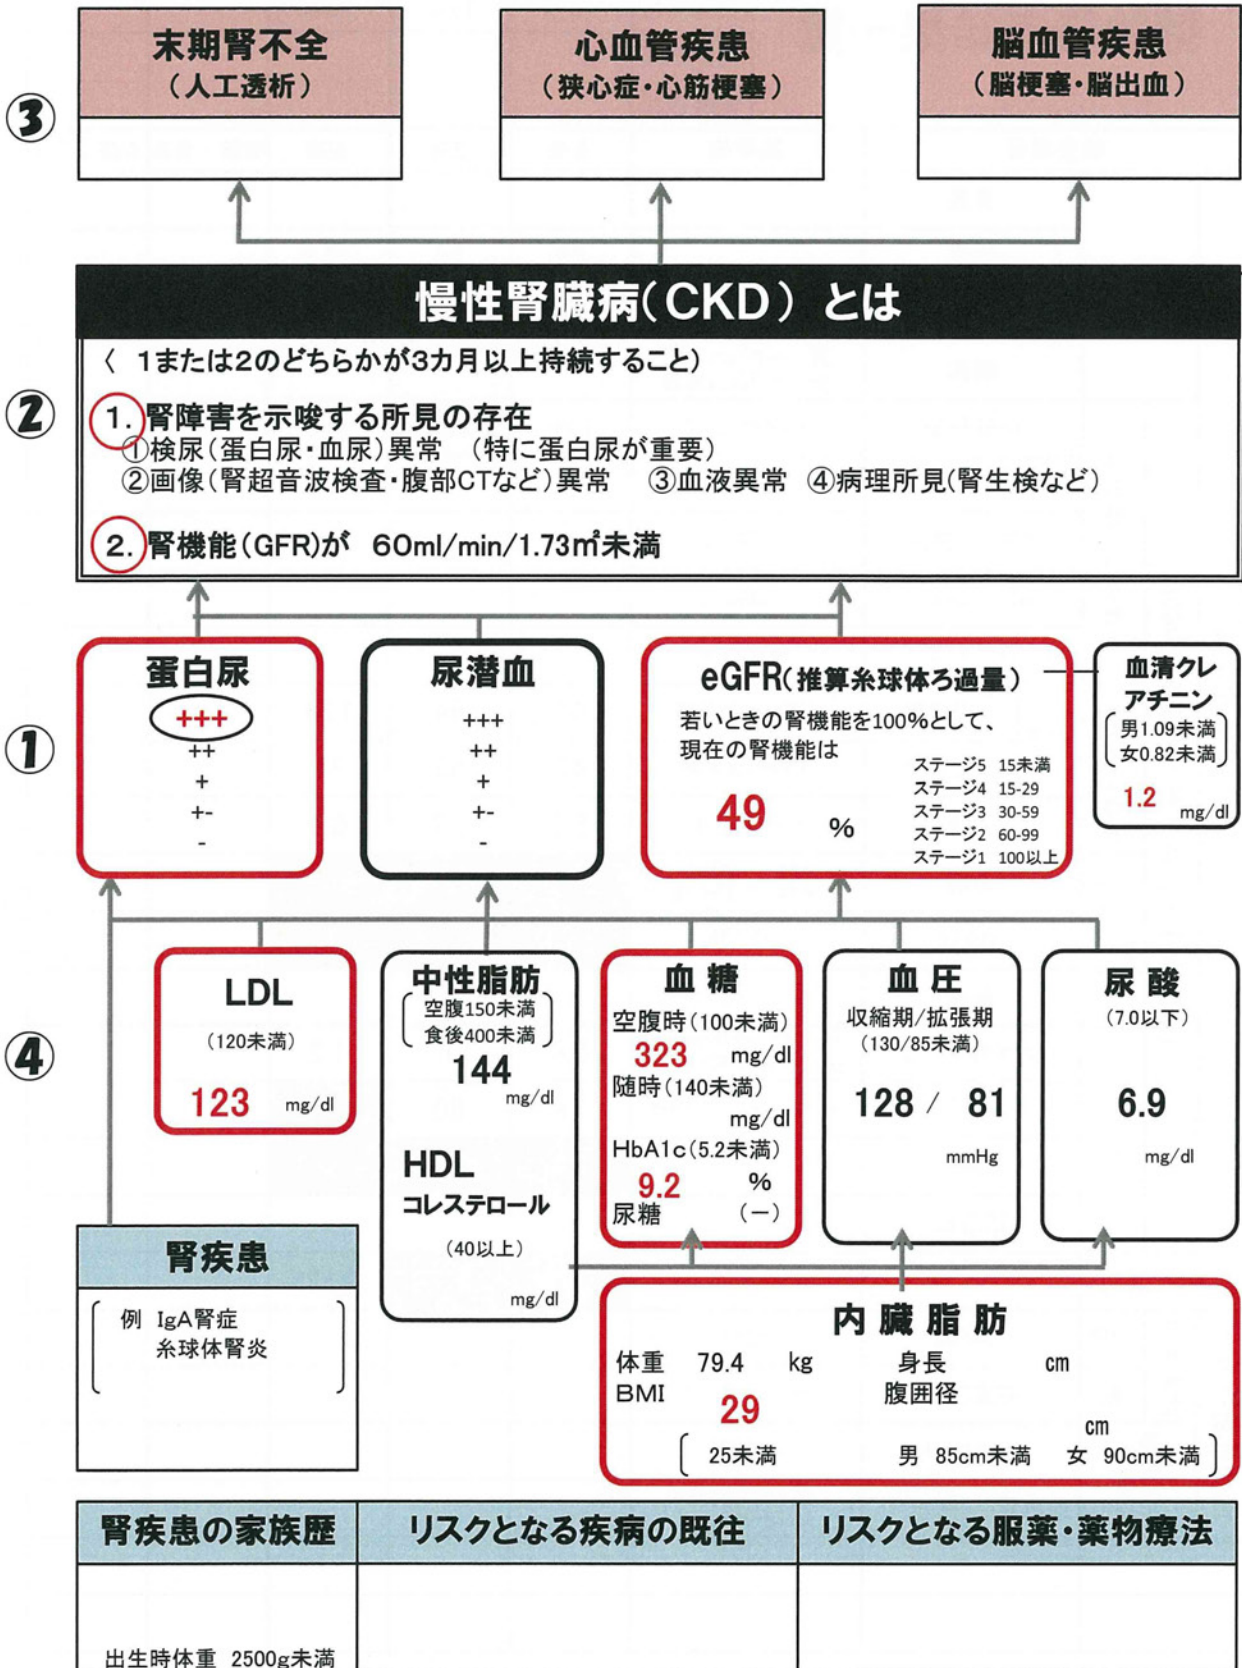 ③
末期腎不全
（人工透析）
心血管疾患
（狭心症・心筋梗塞）
脳血管疾患
（脳梗塞・脳出血）
②
慢性腎臓病（CKD） とは
〈 1または2のどちらかが3カ月以上持続すること）
1. 腎障害を示唆する所見の存在
①検尿（蛋白尿・血尿）異常 （特に蛋白尿が重要）
②画像（腎超音波検査・腹部CTなど）異常 ③血液異常 ④病理所見（腎生検など）
2. 腎機能（GFR）が 60ml/min/1.73㎡未満
①
蛋白尿
+++
++
+
+-
-
尿潜血
+++
++
+
+-
-
eGFR（推算糸球体ろ過量）
若いときの腎機能を100%として、
現在の腎機能は
49 %
ステージ5 15未満
ステージ4 15-29
ステージ3 30-59
ステージ2 60-99
ステージ1 100以上
血清クレ
アチニン
男1.09未満
女0.82未満
1.2 mg/dl
④
LDL
（120未満）
123 mg/dl
中性脂肪
空腹150未満
食後400未満
144
mg/dl
HDL
コレステロール
（40以上）
mg/dl
血糖
空腹時（100未満）
323 mg/dl
随時（140未満）
mg/dl
HbA1c（5.2未満）
9.2 %
尿糖 （－）
血圧
収縮期/拡張期
（130/85未満）
128 / 81
mmHg
尿酸
（7.0以下）
6.9
mg/dl
腎疾患
例 IgA腎症
糸球体腎炎
内臓脂肪
体重 79.4 kg 身長 cm
BMI 腹囲径
29
cm
25未満 男 85cm未満 女 90cm未満
腎疾患の家族歴
リスクとなる疾病の既往
リスクとなる服薬・薬物療法
出生時体重 2500g未満